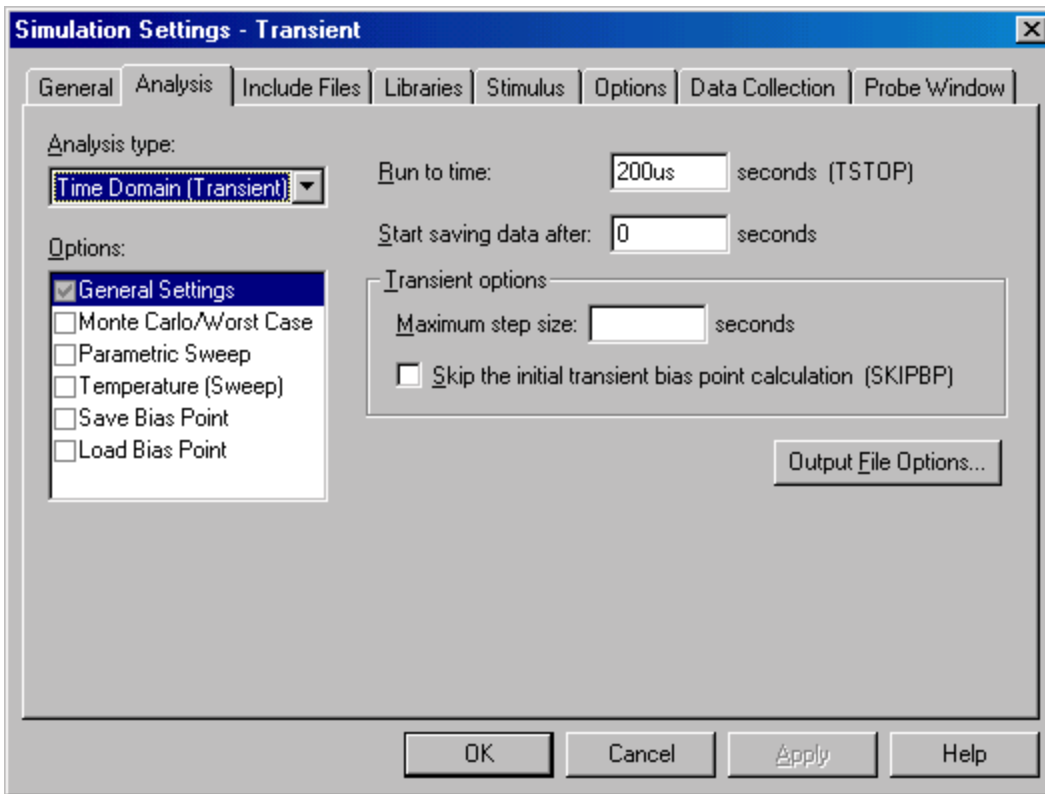 Simulation Settings - Transient
General Analysis Include Files Libraries Stimulus Options Data Collection Probe Window
Analysis type:
Time Domain (Transient)
Options:
General Settings
Monte Carlo/Worst Case
Parametric Sweep
Temperature (Sweep)
Save Bias Point
Load Bias Point
Run to time: 200us seconds (TSTOP)
Start saving data after: 0 seconds
Transient options
Maximum step size: seconds
Skip the initial transient bias point calculation (SKIPBP)
Output File Options...
OK Cancel Apply Help